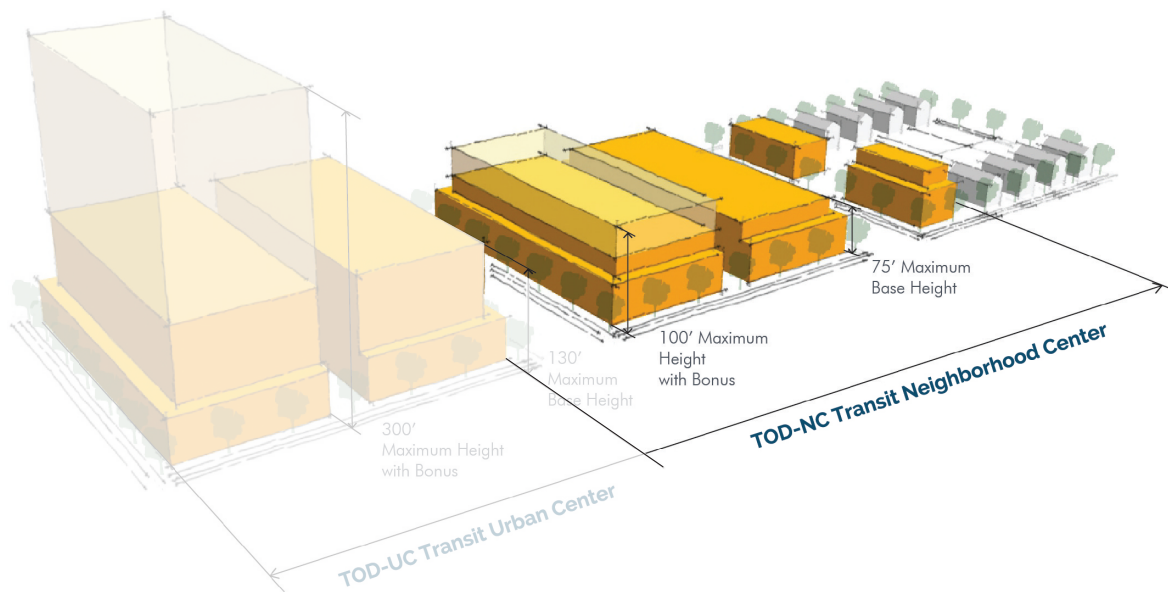 75’ Maximum
Base Height
100’ Maximum
Height
with Bonus
130’
Maximum
Base Height
300’
Maximum Height
with Bonus
TOD-NC Transit Neighborhood Center
TOD-UC Transit Urban Center